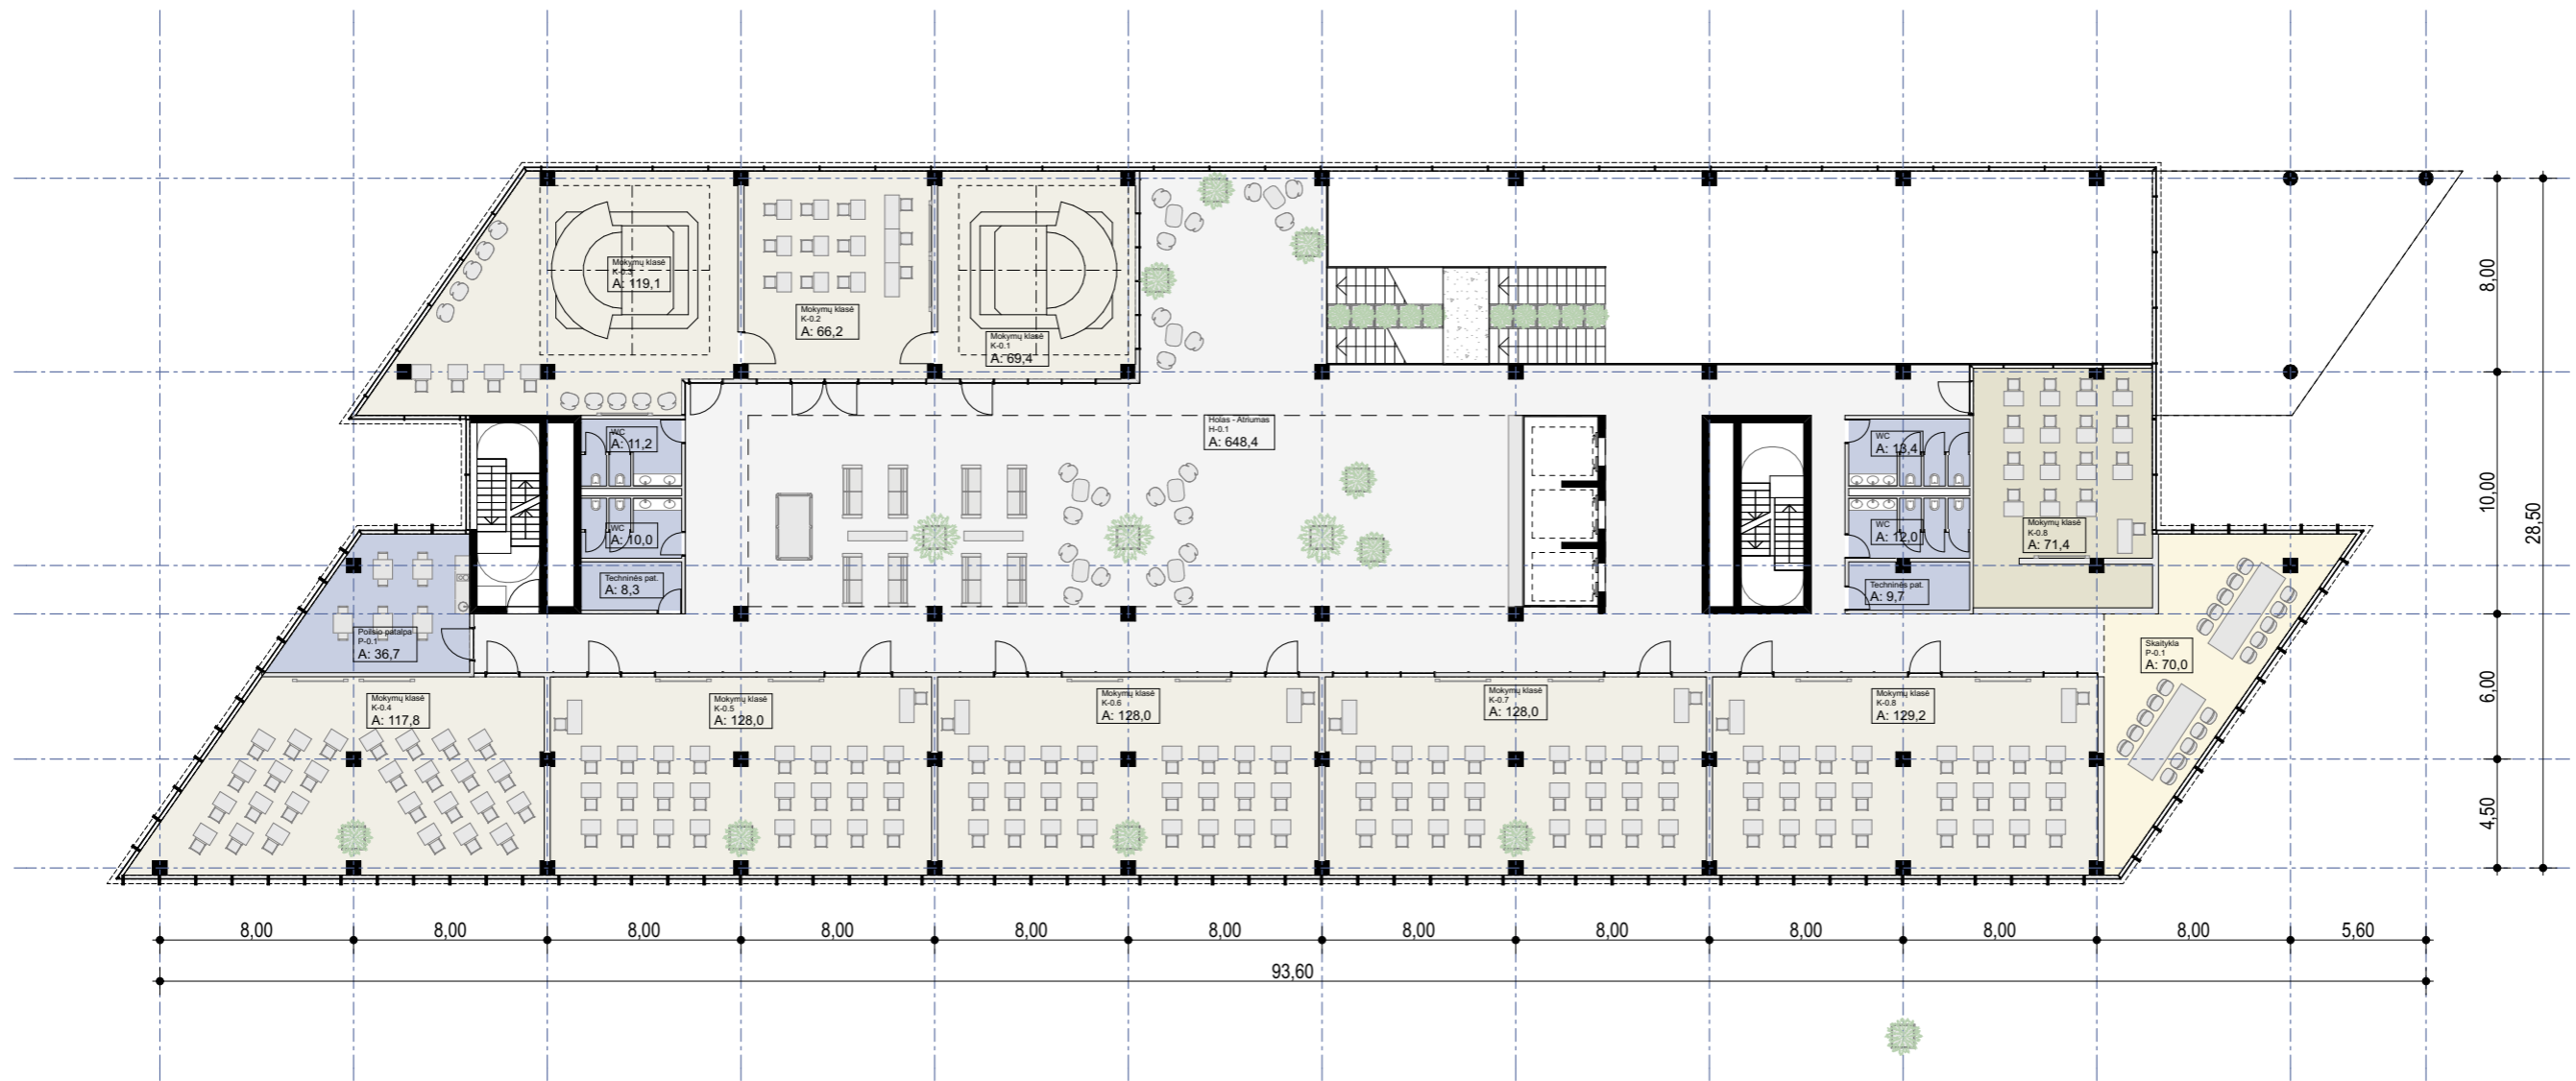 Mokymų klasė
K-0.3
A: 119,1
Mokymų klasė
K-0.2
A: 66,2
Mokymų klasė
K-0.1
A: 69,4
Holas - Atriumas
H-0.1
A: 648,4
WC
A: 11,2
WC
A: 10,0
Techninės pat.
A: 8,3
WC
A: 13,4
WC
A: 12,0
Techninės pat.
A: 9,7
Mokymų klasė
K-0.8
A: 71,4
Poilsio patalpa
P-0.1
A: 36,7
Skaitykla
P-0.1
A: 70,0
Mokymų klasė
K-0.4
A: 117,8
Mokymų klasė
K-0.5
A: 128,0
Mokymų klasė
K-0.6
A: 128,0
Mokymų klasė
K-0.7
A: 128,0
Mokymų klasė
K-0.8
A: 129,2
8,00
10,00
28,50
6,00
4,50
8,00
8,00
8,00
8,00
8,00
8,00
8,00
8,00
8,00
8,00
8,00
5,60
93,60